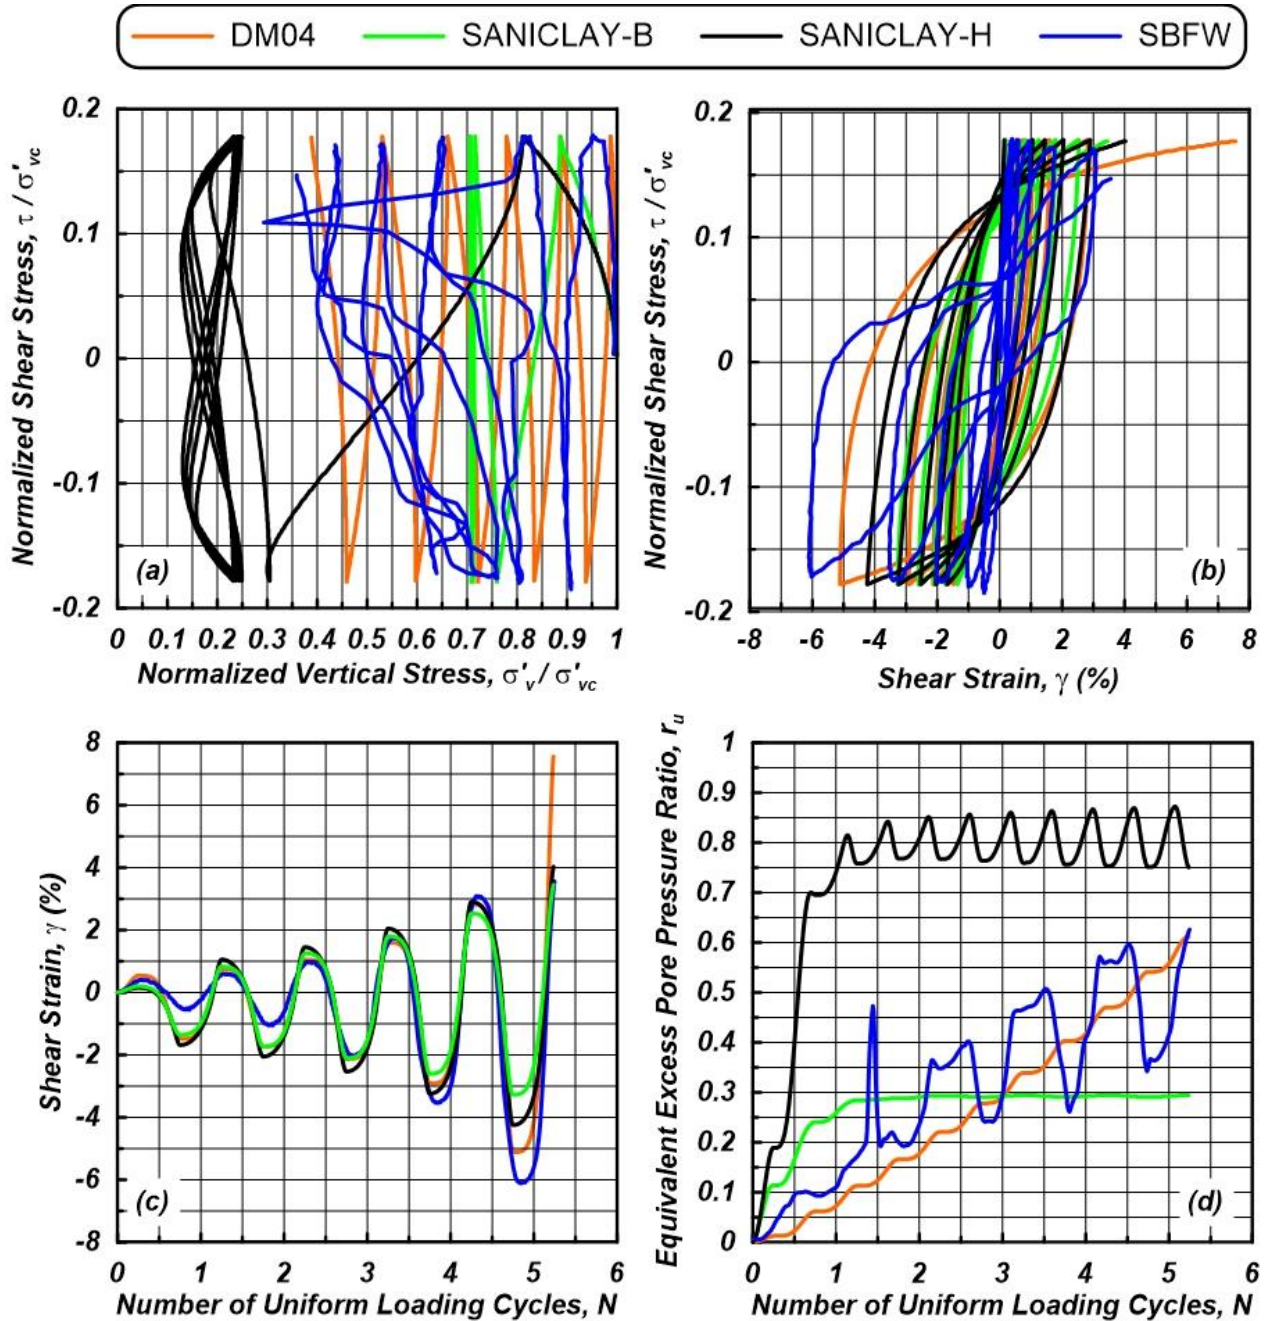 DM04 SANICLAY-B SANICLAY-H SBFW
0.2
0.1
0
-0.1
-0.2
Normalized Shear Stress, τ / σ'vc
(a)
0 0.1 0.2 0.3 0.4 0.5 0.6 0.7 0.8 0.9 1
Normalized Vertical Stress, σ'v / σ'vc
0.2
0.1
0
-0.1
-0.2
Normalized Shear Stress, τ / σ'vc
(b)
-8 -6 -4 -2 0 2 4 6 8
Shear Strain, γ (%)
8
6
4
2
0
-2
-4
-6
-8
Shear Strain, γ (%)
(c)
0 1 2 3 4 5 6
Number of Uniform Loading Cycles, N
1
0.9
0.8
0.7
0.6
0.5
0.4
0.3
0.2
0.1
0
Equivalent Excess Pore Pressure Ratio, ru
(d)
0 1 2 3 4 5 6
Number of Uniform Loading Cycles, N